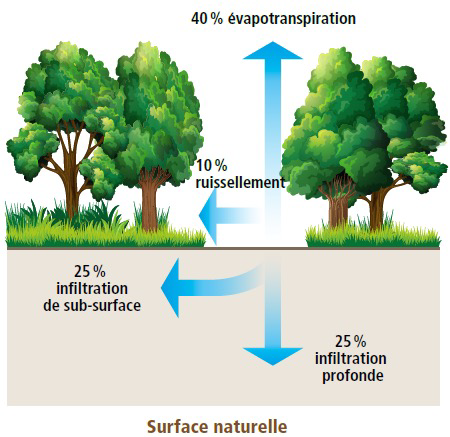 40 % évapotranspiration
10 %
ruissellement
25 %
infiltration
de sub-surface
25 %
infiltration
profonde
Surface naturelle